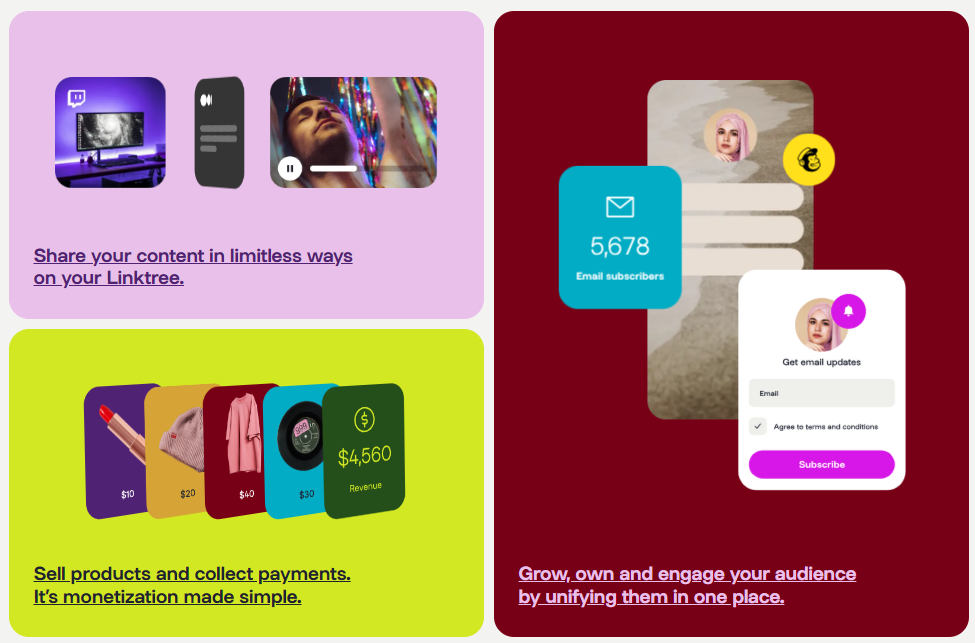 Share your content in limitless ways
on your Linktree.
$10
$20
$40
$30
$4,560
Revenue
Sell products and collect payments.
It's monetization made simple.
5,678
Email subscribers
Get email updates
Email
Agree to terms and conditions
Subscribe
Grow, own and engage your audience
by unifying them in one place.